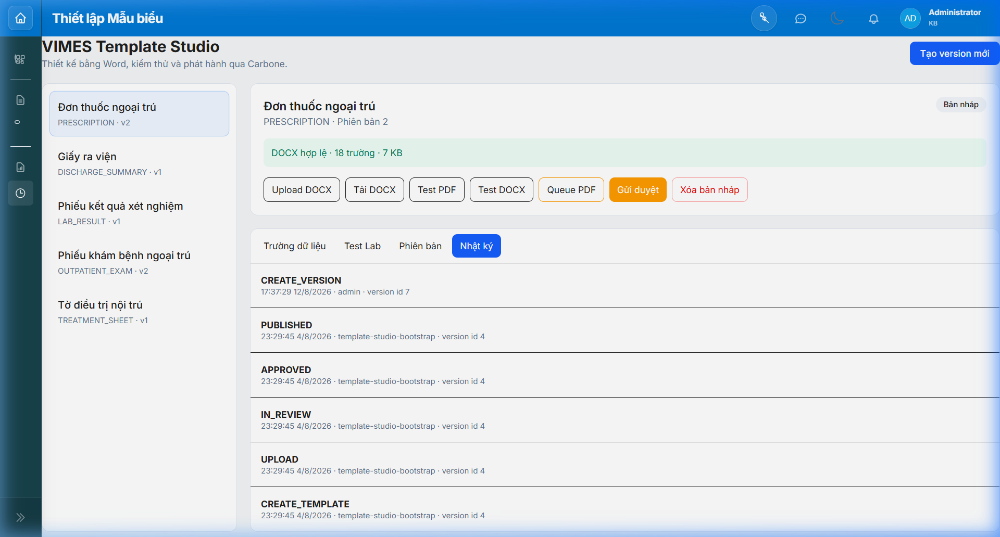 Thiết lập Mẫu biểu
AD
Administrator
KB
VIMES Template Studio
Thiết kế bằng Word, kiểm thử và phát hành qua Carbone.
Tạo version mới
Đơn thuốc ngoại trú
PRESCRIPTION · v2
Giấy ra viện
DISCHARGE_SUMMARY · v1
Phiếu kết quả xét nghiệm
LAB_RESULT · v1
Phiếu khám bệnh ngoại trú
OUTPATIENT_EXAM · v2
Tờ điều trị nội trú
TREATMENT_SHEET · v1
Đơn thuốc ngoại trú
Bản nháp
PRESCRIPTION · Phiên bản 2
DOCX hợp lệ · 18 trường · 7 KB
Upload DOCX
Tải DOCX
Test PDF
Test DOCX
Queue PDF
Gửi duyệt
Xóa bản nháp
Trường dữ liệu
Test Lab
Phiên bản
Nhật ký
CREATE_VERSION
17:37:29 12/8/2026 · admin · version id 7
PUBLISHED
23:29:45 4/8/2026 · template-studio-bootstrap · version id 4
APPROVED
23:29:45 4/8/2026 · template-studio-bootstrap · version id 4
IN_REVIEW
23:29:45 4/8/2026 · template-studio-bootstrap · version id 4
UPLOAD
23:29:45 4/8/2026 · template-studio-bootstrap · version id 4
CREATE_TEMPLATE
23:29:45 4/8/2026 · template-studio-bootstrap · version id 4